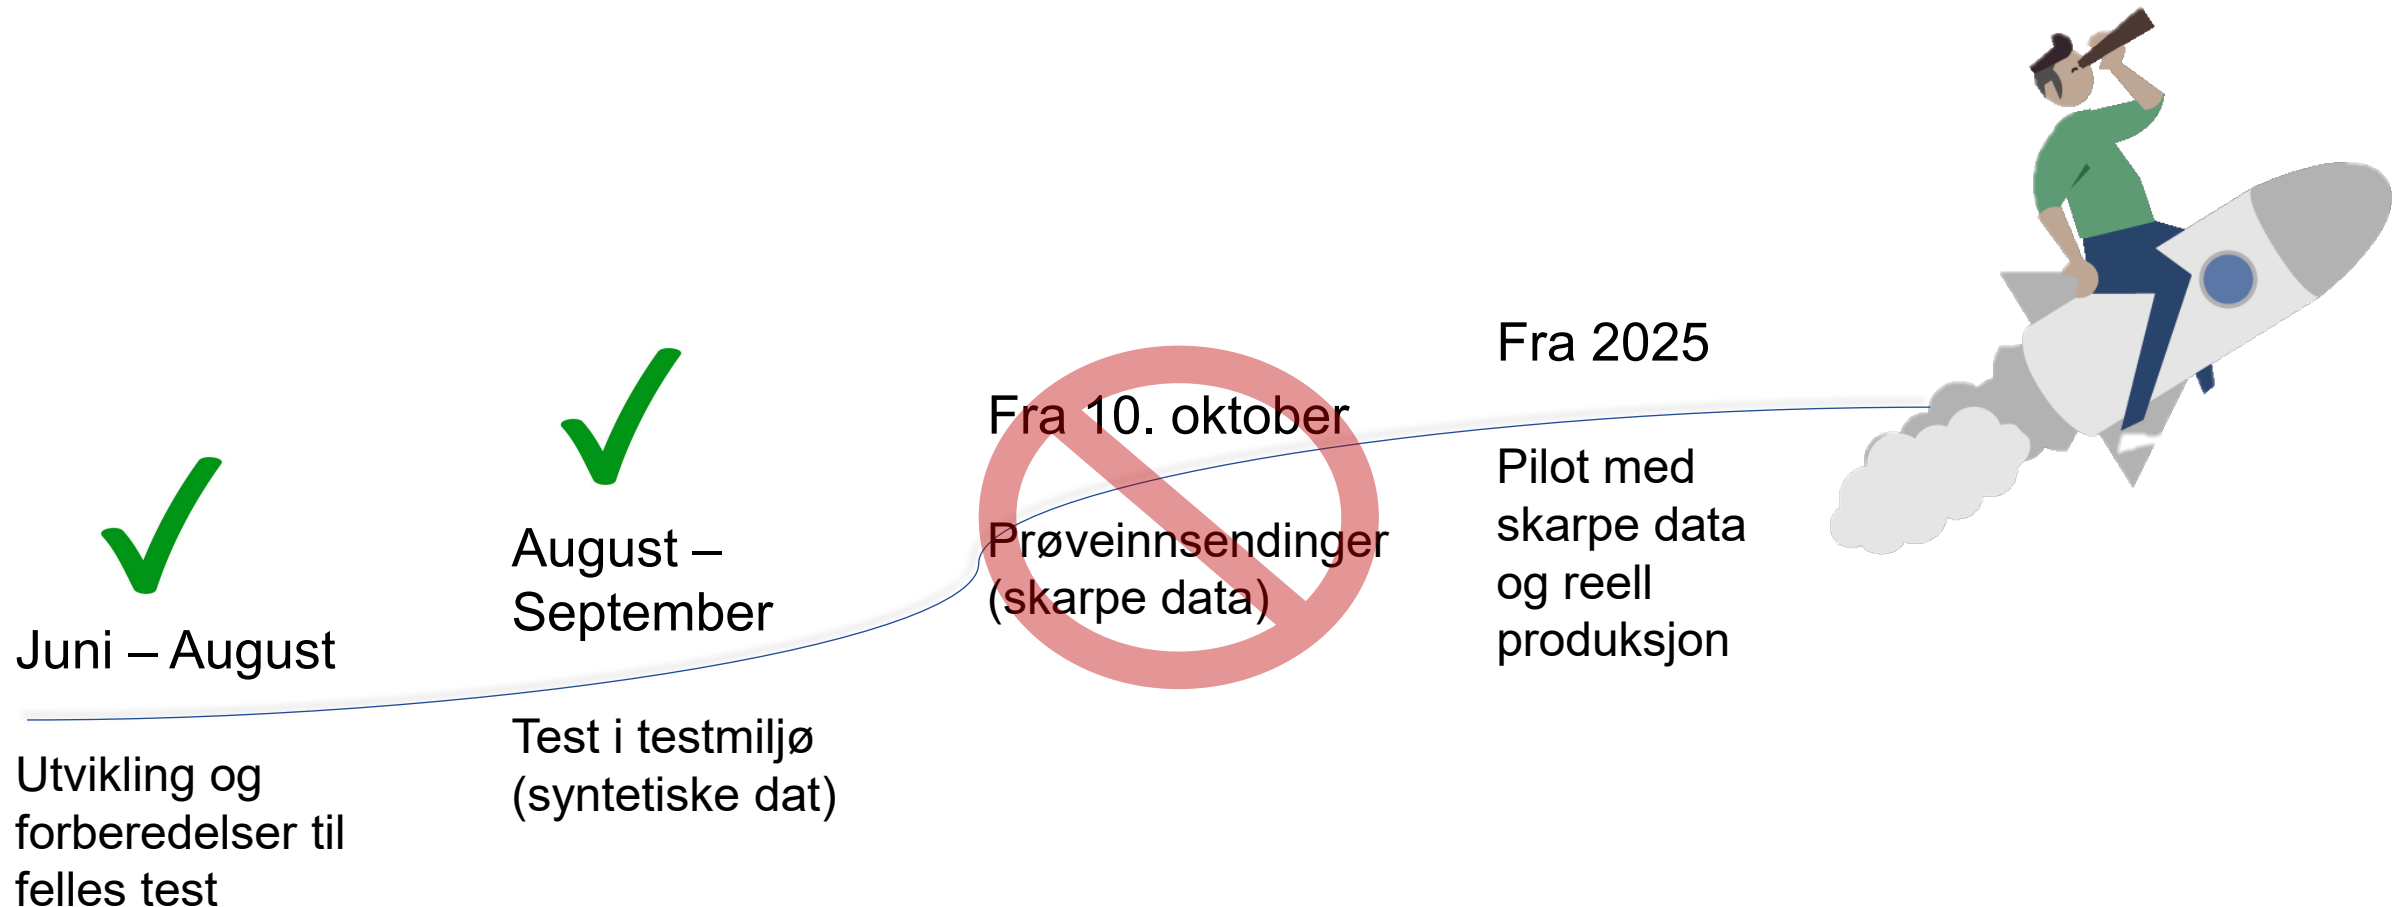 Juni – August
Utvikling og
forberedelser til
felles test
August –
September
Test i testmiljø
(syntetiske dat)
Fra 10. oktober
Prøveinnsendinger
(skarpe data)
Fra 2025
Pilot med
skarpe data
og reell
produksjon